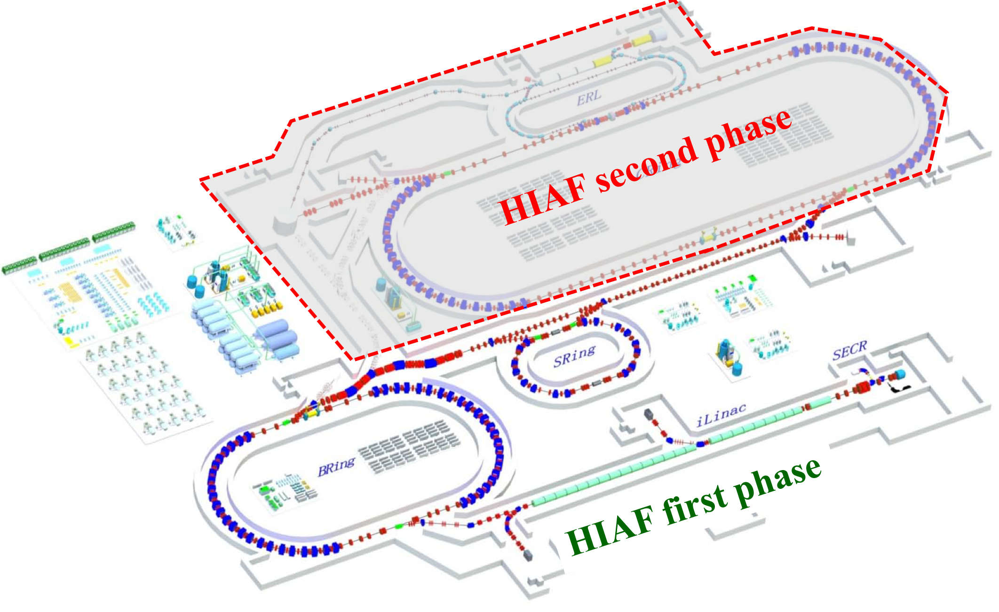 ERL
HIAF second phase
SRing
SECR
iLinac
BRing
HIAF first phase